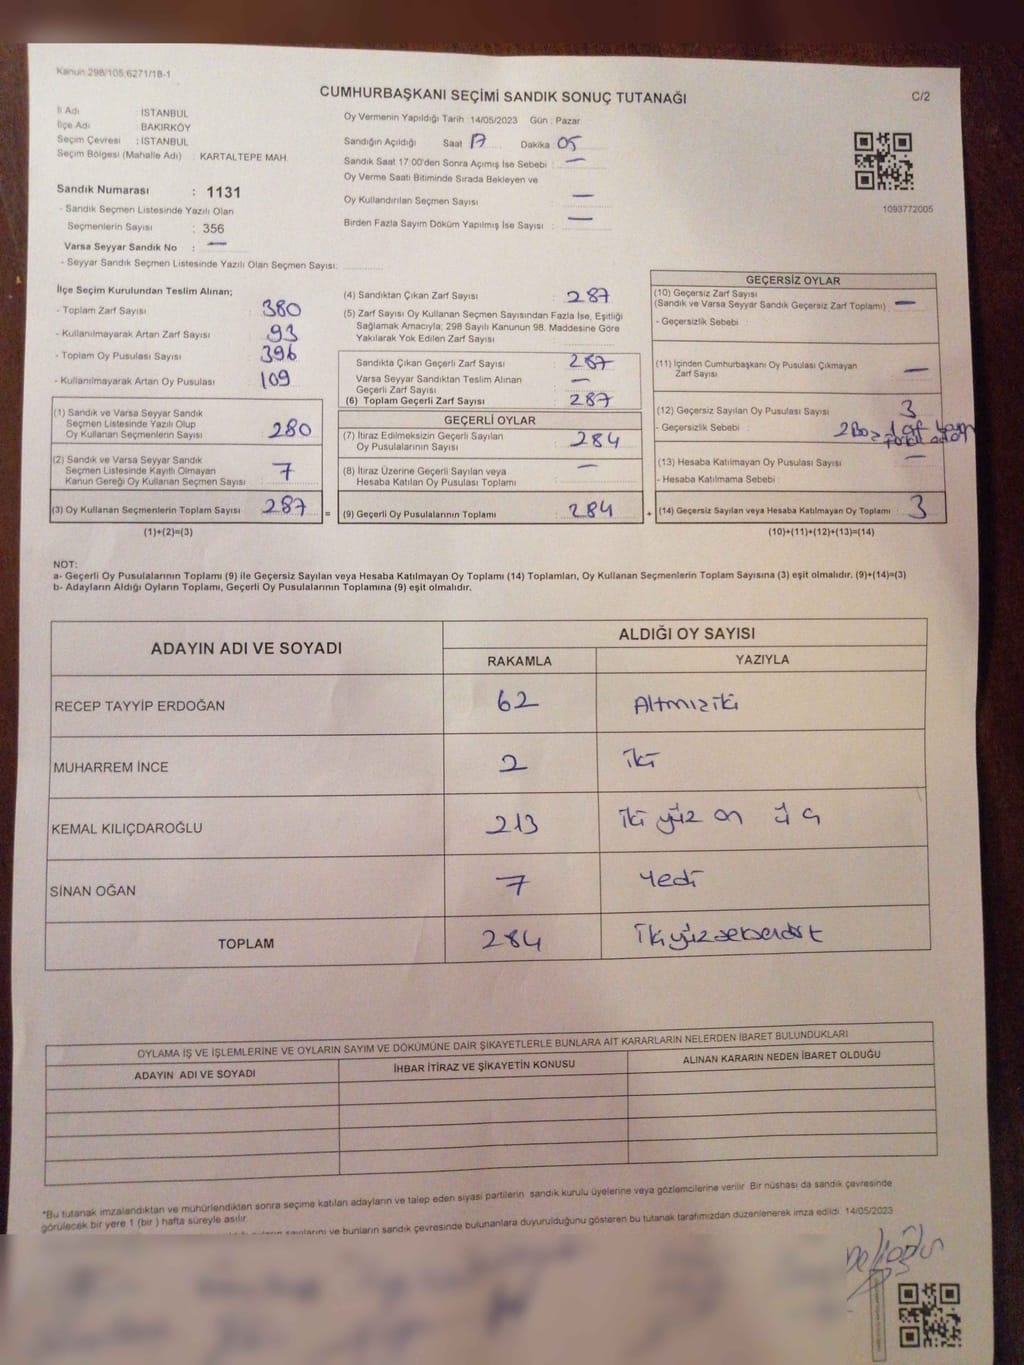 Kanun 298/105,6271/18-1
CUMHURBAŞKANI SEÇİMİ SANDIK SONUÇ TUTANAĞI
C/2
İl Adı : İSTANBUL
İlçe Adı : BAKIRKÖY
Seçim Çevresi : İSTANBUL
Seçim Bölgesi (Mahalle Adı) : KARTALTEPE MAH.
Sandık Numarası : 1131
- Sandık Seçmen Listesinde Yazılı Olan
Seçmenlerin Sayısı : 356
Varsa Seyyar Sandık No : —
- Seyyar Sandık Seçmen Listesinde Yazılı Olan Seçmen Sayısı:
Oy Vermenin Yapıldığı Tarih : 14/05/2023 Gün : Pazar
Sandığın Açıldığı Saat 17 Dakika 05
Sandık Saat 17:00'den Sonra Açılmış İse Sebebi : —
Oy Verme Saati Bitiminde Sırada Bekleyen ve
Oy Kullandırılan Seçmen Sayısı : —
Birden Fazla Sayım Döküm Yapılmış İse Sayısı : —
1093772005
İlçe Seçim Kurulundan Teslim Alınan;
- Toplam Zarf Sayısı : 380
- Kullanılmayarak Artan Zarf Sayısı : 93
- Toplam Oy Pusulası Sayısı : 396
- Kullanılmayarak Artan Oy Pusulası : 109
(1) Sandık ve Varsa Seyyar Sandık
Seçmen Listesinde Yazılı Olup
Oy Kullanan Seçmenlerin Sayısı : 280
(2) Sandık ve Varsa Seyyar Sandık
Seçmen Listesinde Kayıtlı Olmayan
Kanun Gereği Oy Kullanan Seçmen Sayısı : 7
(3) Oy Kullanan Seçmenlerin Toplam Sayısı : 287
(1)+(2)=(3)
(4) Sandıktan Çıkan Zarf Sayısı : 287
(5) Zarf Sayısı Oy Kullanan Seçmen Sayısından Fazla İse, Eşitliği
Sağlamak Amacıyla; 298 Sayılı Kanunun 98. Maddesine Göre
Yakılarak Yok Edilen Zarf Sayısı :
Sandıkta Çıkan Geçerli Zarf Sayısı : 287
Varsa Seyyar Sandıktan Teslim Alınan
Geçerli Zarf Sayısı : —
(6) Toplam Geçerli Zarf Sayısı : 287
=
GEÇERLİ OYLAR
(7) İtiraz Edilmeksizin Geçerli Sayılan
Oy Pusulalarının Sayısı : 284
(8) İtiraz Üzerine Geçerli Sayılan veya
Hesaba Katılan Oy Pusulası Toplamı : —
(9) Geçerli Oy Pusulalarının Toplamı : 284
+
GEÇERSİZ OYLAR
(10) Geçersiz Zarf Sayısı
(Sandık ve Varsa Seyyar Sandık Geçersiz Zarf Toplamı) : —
- Geçersizlik Sebebi :
(11) İçinden Cumhurbaşkanı Oy Pusulası Çıkmayan
Zarf Sayısı : —
(12) Geçersiz Sayılan Oy Pusulası Sayısı : 3
- Geçersizlik Sebebi : 2 Boş
(13) Hesaba Katılmayan Oy Pusulası Sayısı : —
- Hesaba Katılmama Sebebi :
(14) Geçersiz Sayılan veya Hesaba Katılmayan Oy Toplamı : 3
(10)+(11)+(12)+(13)=(14)
NOT:
a- Geçerli Oy Pusulalarının Toplamı (9) ile Geçersiz Sayılan veya Hesaba Katılmayan Oy Toplamı (14) Toplamları, Oy Kullanan Seçmenlerin Toplam Sayısına (3) eşit olmalıdır. (9)+(14)=(3)
b- Adayların Aldığı Oyların Toplamı, Geçerli Oy Pusulalarının Toplamına (9) eşit olmalıdır.
ADAYIN ADI VE SOYADI
ALDIĞI OY SAYISI
RAKAMLA YAZIYLA
RECEP TAYYİP ERDOĞAN 62 Altmışiki
MUHARREM İNCE 2 iki
KEMAL KILIÇDAROĞLU 213 iki yüz on üç
SİNAN OĞAN 7 Yedi
TOPLAM 284 İkiyüzseksendört
OYLAMA İŞ VE İŞLEMLERİNE VE OYLARIN SAYIM VE DÖKÜMÜNE DAİR ŞİKAYETLERLE BUNLARA AİT KARARLARIN NELERDEN İBARET BULUNDUKLARI
ADAYIN ADI VE SOYADI İHBAR İTİRAZ VE ŞİKAYETİN KONUSU ALINAN KARARIN NEDEN İBARET OLDUĞU
*Bu tutanak imzalandıktan ve mühürlendikten sonra seçime katılan adayların ve talep eden siyasi partilerin sandık kurulu üyelerine veya gözlemcilerine verilir. Bir nüshası da sandık çevresinde
görülecek bir yere 1 (bir) hafta süreyle asılır.
ve bunların sandık çevresinde bulunanlara duyurulduğunu gösteren bu tutanak tarafımızdan düzenlenerek imza edildi. 14/05/2023